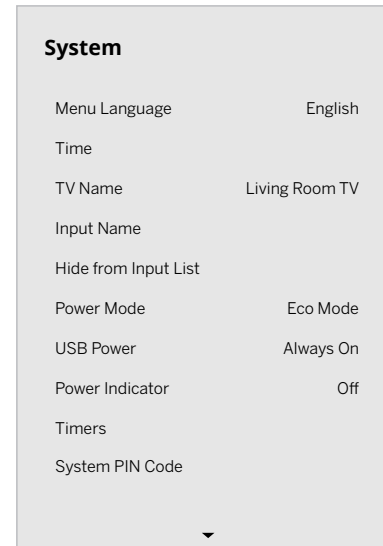 System
Menu Language English
Time
TV Name Living Room TV
Input Name
Hide from Input List
Power Mode Eco Mode
USB Power Always On
Power Indicator Off
Timers
System PIN Code